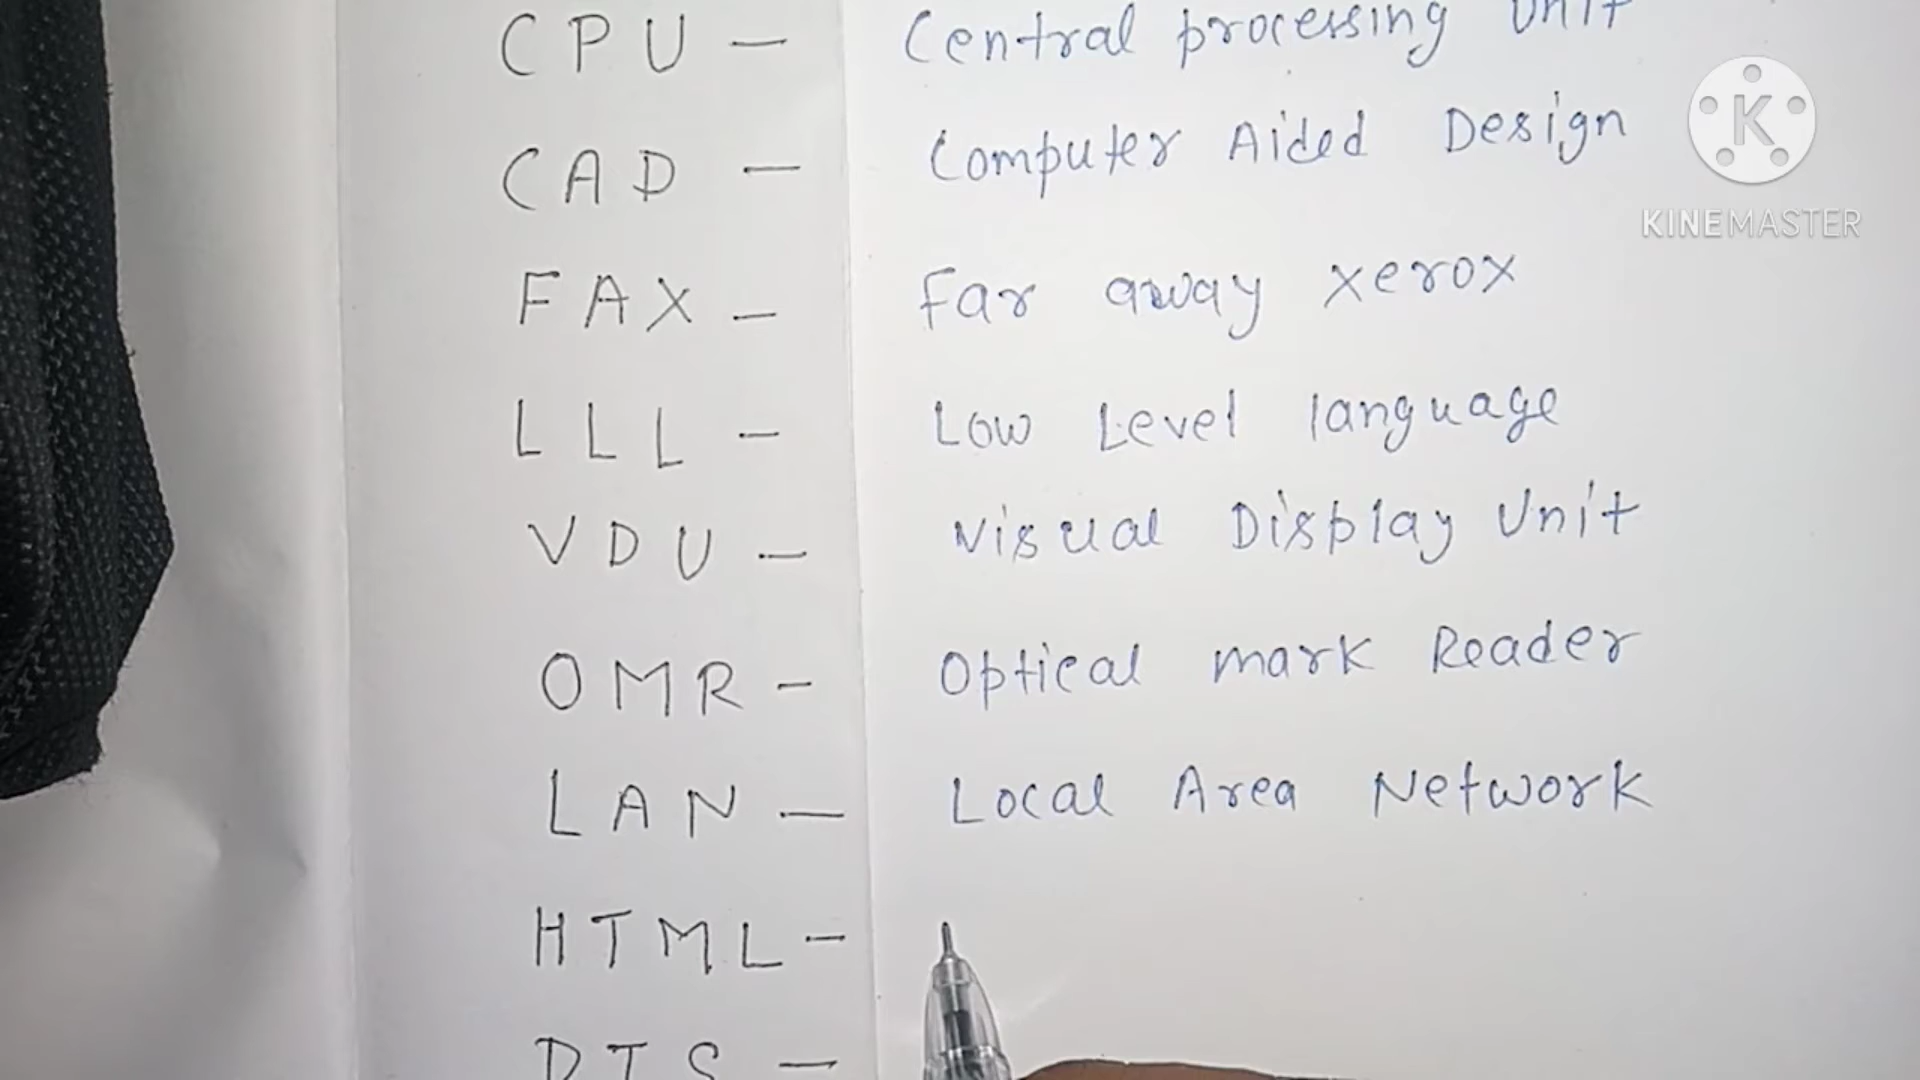 CPU - Central processing Unit
CAD - Computer Aided Design
FAX - Far away xerox
LLL - Low Level language
VDU - Visual Display Unit
OMR - Optical mark Reader
LAN - Local Area Network
HTML -
KINEMASTER